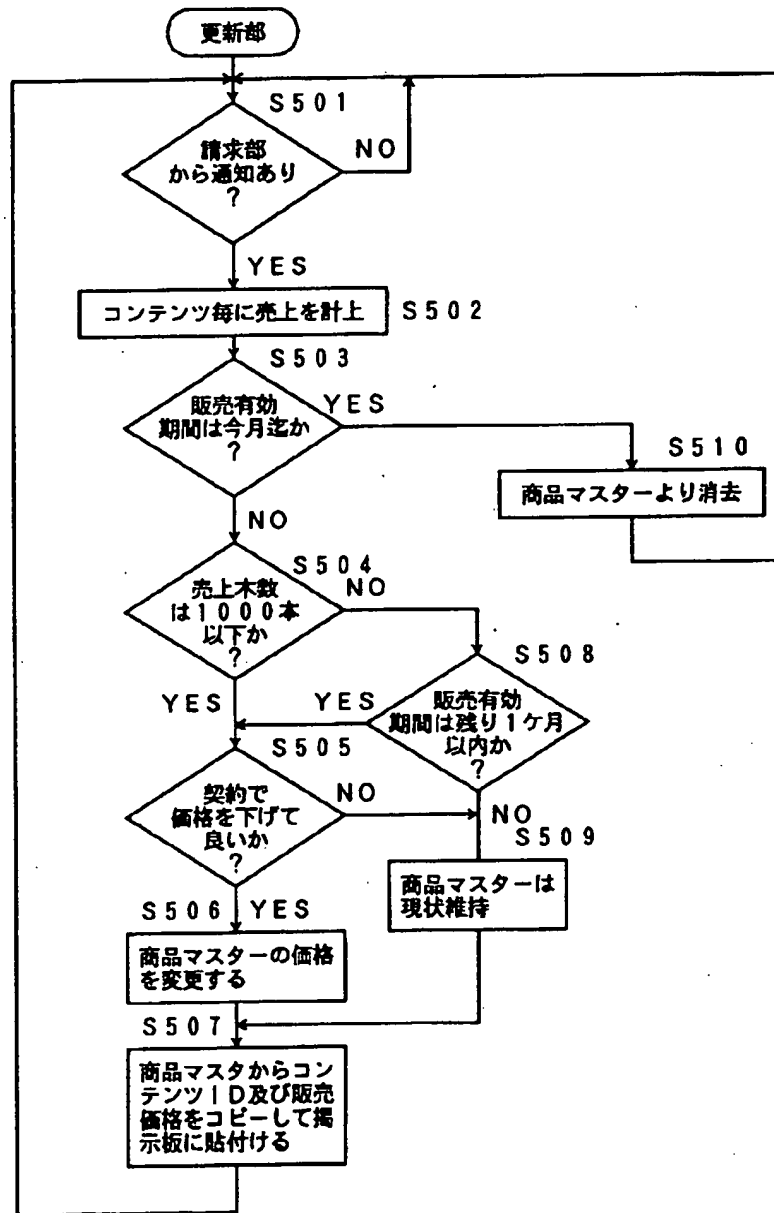 更新部
S501
請求部
から通知あり
?
NO
YES
コンテンツ毎に売上を計上
S502
S503
販売有効
期間は今月迄か
?
YES
S510
商品マスターより消去
NO
S504
売上本数
は1000本
以下か
?
NO
S508
YES
YES
販売有効
期間は残り1ケ月
以内か
?
S505
契約で
価格を下げて
良いか
?
NO
NO
S509
商品マスターは
現状維持
S506
YES
商品マスターの価格
を変更する
S507
商品マスタからコン
テンツID及び販売
価格をコピーして掲
示板に貼付ける